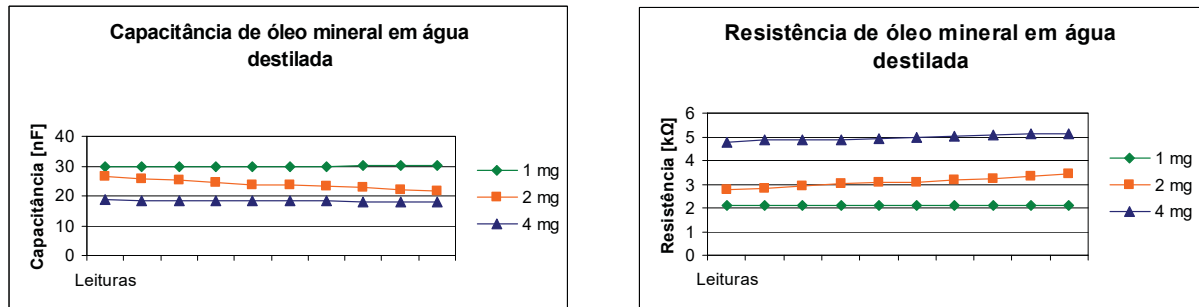 Capacitância de óleo mineral em água
destilada
Capacitância [nF]
40
30
20
10
0
Leituras
1 mg
2 mg
4 mg
Resistência de óleo mineral em água
destilada
Resistência [kΩ]
6
5
4
3
2
1
0
Leituras
1 mg
2 mg
4 mg